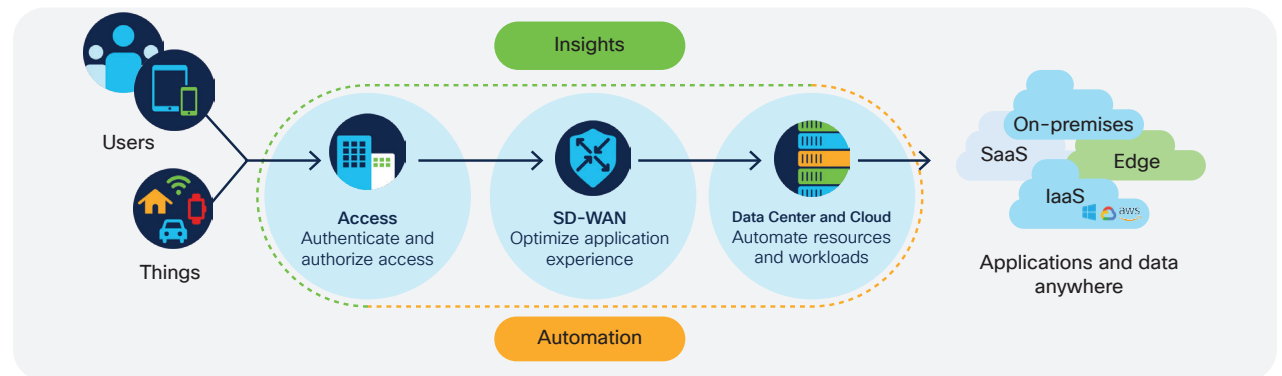 Insights
Users
Things
Access
Authenticate and
authorize access
SD-WAN
Optimize application
experience
Data Center and Cloud
Automate resources
and workloads
On-premises
SaaS
Edge
IaaS
aws
Applications and data
anywhere
Automation